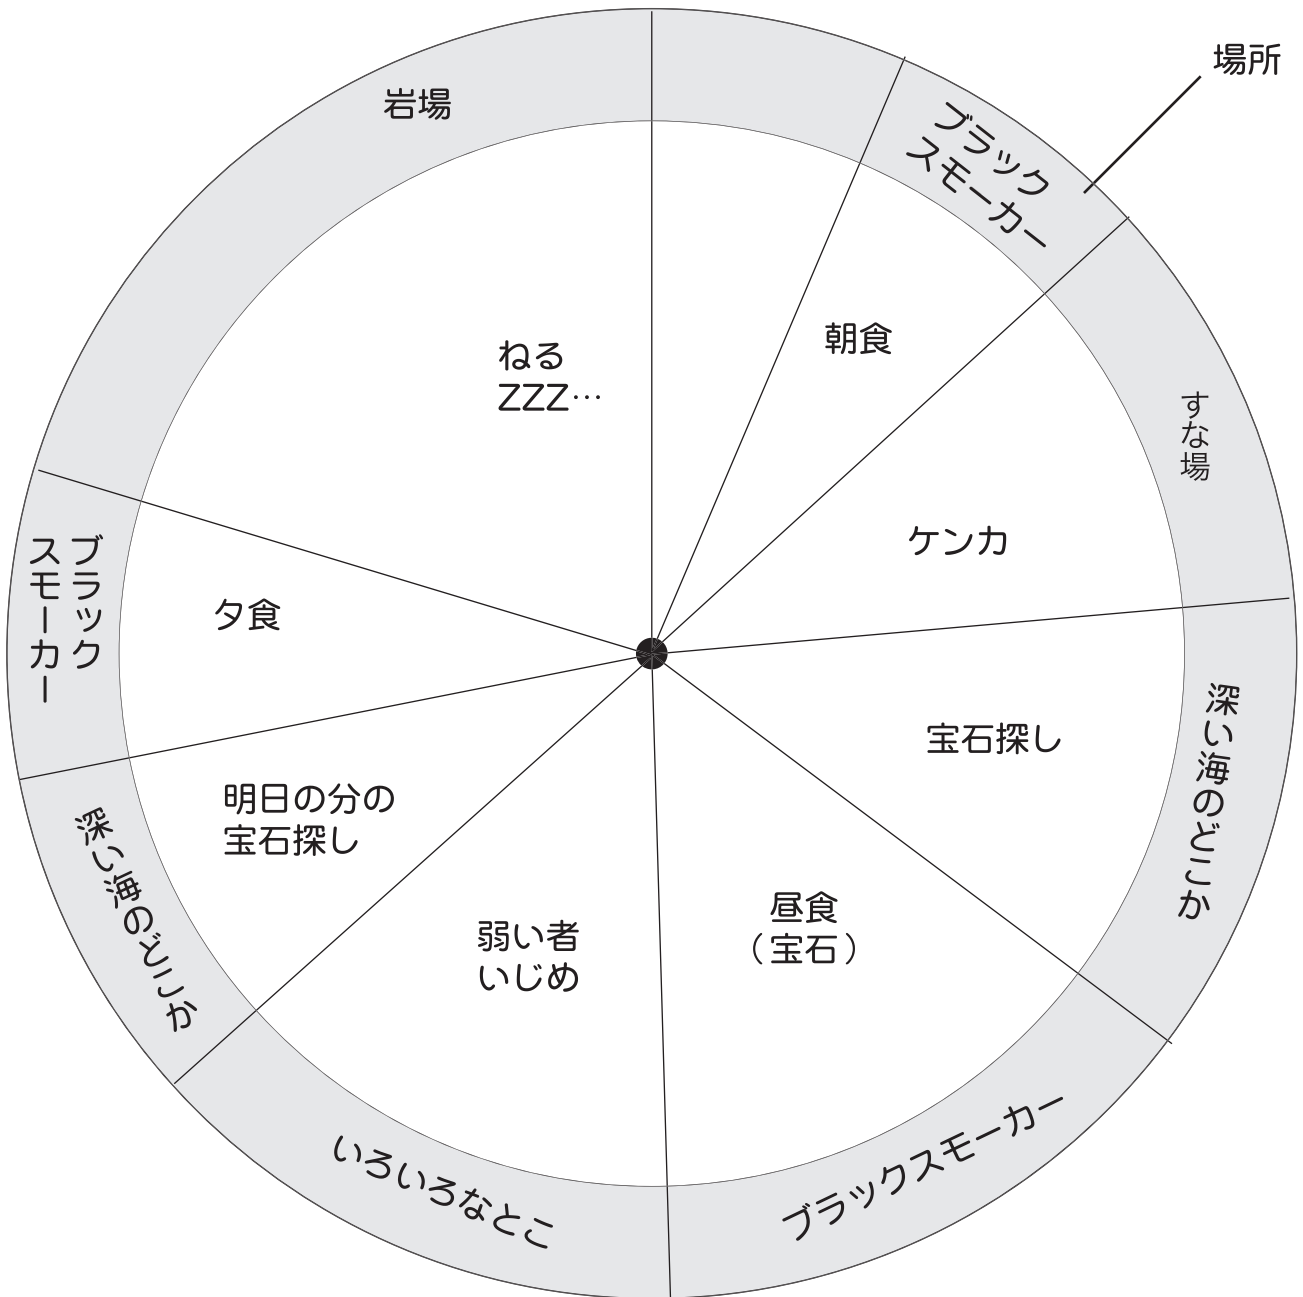 場所
ブラック
スモーカー
朝食
すな場
ケンカ
深い海のどこか
宝石探し
ブラックスモーカー
昼食
（宝石）
いろいろなとこ
弱い者
いじめ
深い海のどこか
明日の分の
宝石探し
ブラック
スモーカー
夕食
岩場
ねる
ZZZ…